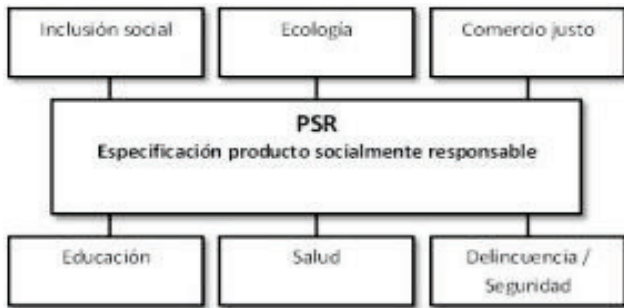 Inclusión social
Ecología
Comercio justo
PSR
Especificación producto socialmente responsable
Educación
Salud
Delincuencia /
Seguridad